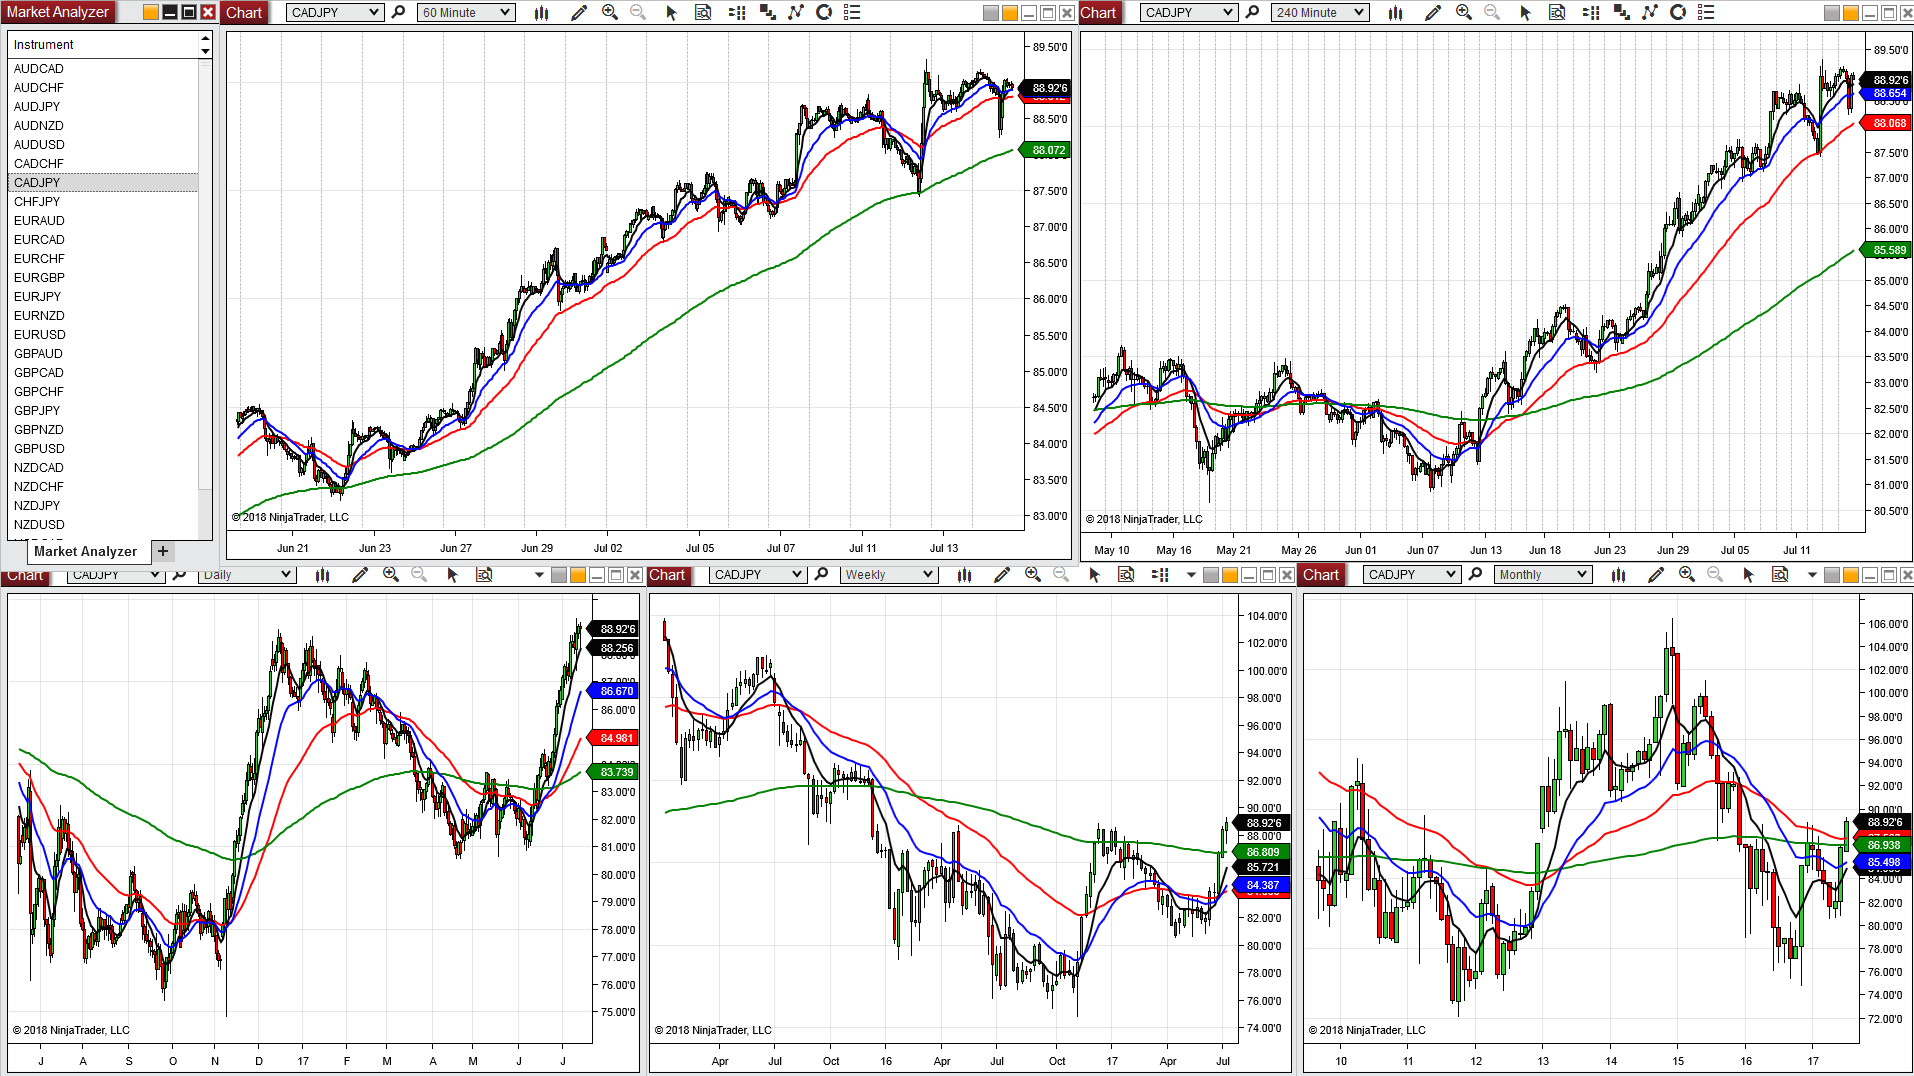 Market Analyzer
Instrument
AUDCAD
AUDCHF
AUDJPY
AUDNZD
AUDUSD
CADCHF
CADJPY
CHFJPY
EURAUD
EURCAD
EURCHF
EURGBP
EURJPY
EURNZD
EURUSD
GBPAUD
GBPCAD
GBPCHF
GBPJPY
GBPNZD
GBPUSD
NZDCAD
NZDCHF
NZDJPY
NZDUSD
Market Analyzer +
Chart CADJPY 60 Minute
89.50'0
88.92'6
88.50'0
88.072
87.50'0
87.00'0
86.50'0
86.00'0
85.50'0
85.00'0
84.50'0
84.00'0
83.50'0
83.00'0
© 2018 NinjaTrader, LLC
Jun 21 Jun 23 Jun 27 Jun 29 Jul 02 Jul 05 Jul 07 Jul 11 Jul 13
Chart CADJPY 240 Minute
89.50'0
88.92'6
88.654
88.068
87.50'0
87.00'0
86.50'0
86.00'0
85.589
85.00'0
84.50'0
84.00'0
83.50'0
83.00'0
82.50'0
82.00'0
81.50'0
81.00'0
80.50'0
© 2018 NinjaTrader, LLC
May 10 May 16 May 21 May 26 Jun 01 Jun 07 Jun 13 Jun 18 Jun 23 Jun 29 Jul 05 Jul 11
Chart CADJPY Daily
88.92'6
88.256
87.00'0
86.670
86.00'0
84.981
83.739
83.00'0
82.00'0
81.00'0
80.00'0
79.00'0
78.00'0
77.00'0
76.00'0
75.00'0
© 2018 NinjaTrader, LLC
J A S O N D 17 F M A M J J
Chart CADJPY Weekly
104.00'0
102.00'0
100.00'0
98.00'0
96.00'0
94.00'0
92.00'0
90.00'0
88.92'6
88.00'0
86.809
85.721
84.387
82.00'0
80.00'0
78.00'0
76.00'0
74.00'0
© 2018 NinjaTrader, LLC
Apr Jul Oct 16 Apr Jul Oct 17 Apr Jul
Chart CADJPY Monthly
106.00'0
104.00'0
102.00'0
100.00'0
98.00'0
96.00'0
94.00'0
92.00'0
90.00'0
88.92'6
86.938
85.498
84.00'0
82.00'0
80.00'0
78.00'0
76.00'0
74.00'0
72.00'0
© 2018 NinjaTrader, LLC
10 11 12 13 14 15 16 17